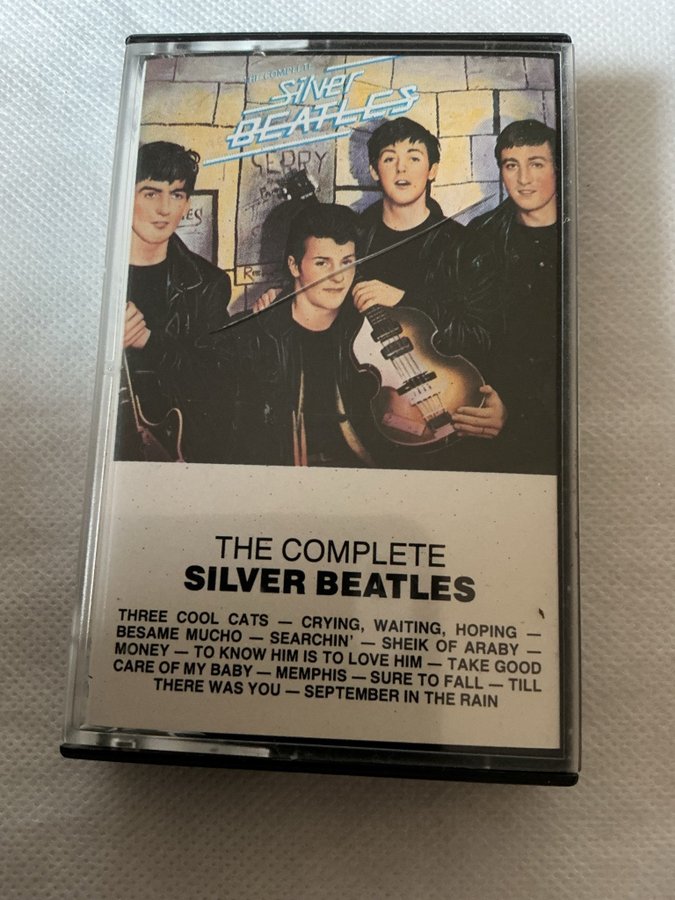 THE COMPLETE
Silver
BEATLES
THE COMPLETE
SILVER BEATLES
THREE COOL CATS — CRYING, WAITING, HOPING —
BESAME MUCHO — SEARCHIN' — SHEIK OF ARABY —
MONEY — TO KNOW HIM IS TO LOVE HIM — TAKE GOOD
CARE OF MY BABY — MEMPHIS — SURE TO FALL — TILL
THERE WAS YOU — SEPTEMBER IN THE RAIN